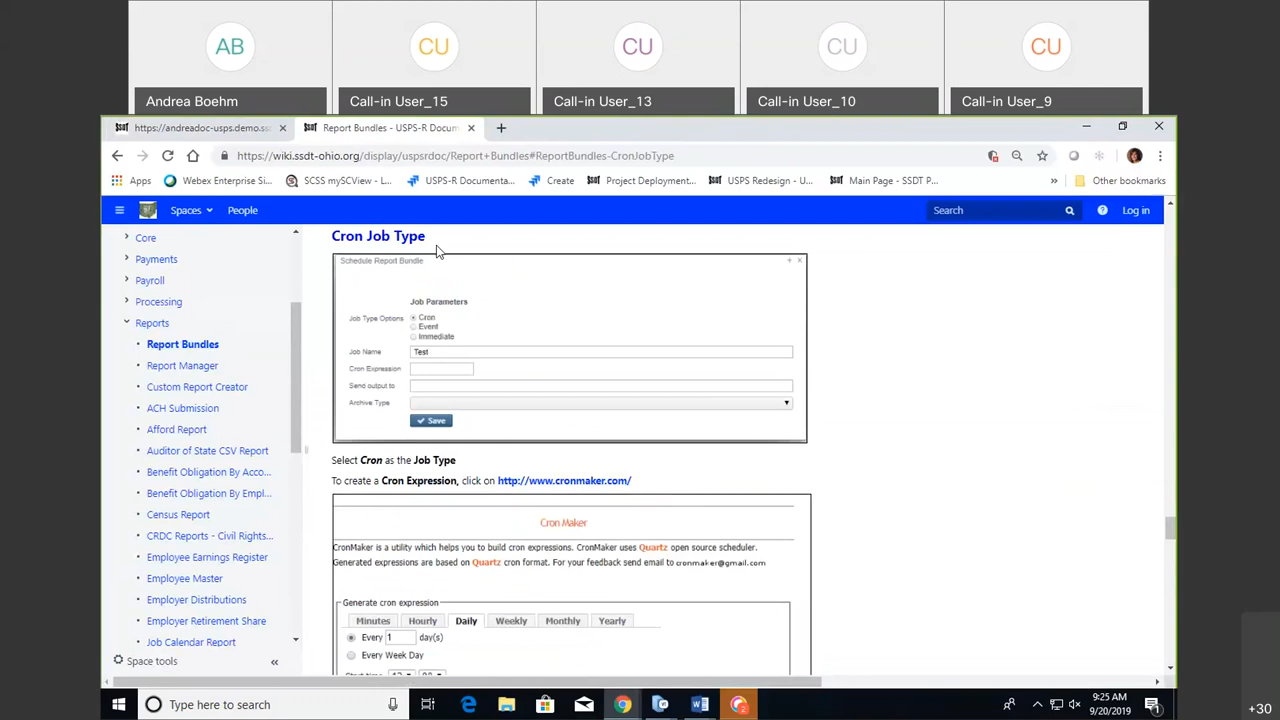 AB
CU
CU
CU
CU
Andrea Boehm
Call-in User_15
Call-in User_13
Call-in User_10
Call-in User_9
https://andreadoc-usps.demo.ss
Report Bundles - USPS-R Docum
https://wiki.ssdt-ohio.org/display/uspsrdoc/Report+Bundles#ReportBundles-CronJobType
Apps
Webex Enterprise Si...
SCSS mySCView - L...
USPS-R Documenta...
Create
Project Deployment...
USPS Redesign - U...
Main Page - SSDT P...
Other bookmarks
Spaces
People
Search
Log in
Core
Payments
Payroll
Processing
Reports
Report Bundles
Report Manager
Custom Report Creator
ACH Submission
Afford Report
Auditor of State CSV Report
Benefit Obligation By Acco...
Benefit Obligation By Empl...
Census Report
CRDC Reports - Civil Rights...
Employee Earnings Register
Employee Master
Employer Distributions
Employer Retirement Share
Job Calendar Report
Space tools
Cron Job Type
Schedule Report Bundle
Job Parameters
Job Type Options
Cron
Event
Immediate
Job Name
Test
Cron Expression
Send output to
Archive Type
Save
Select Cron as the Job Type
To create a Cron Expression, click on http://www.cronmaker.com/
Cron Maker
CronMaker is a utility which helps you to build cron expressions. CronMaker uses Quartz open source scheduler.
Generated expressions are based on Quartz cron format. For your feedback send email to cronmaker@gmail.com
Generate cron expression
Minutes
Hourly
Daily
Weekly
Monthly
Yearly
Every 1 day(s)
Every Week Day
Start time
Type here to search
9:25 AM
9/20/2019
+30